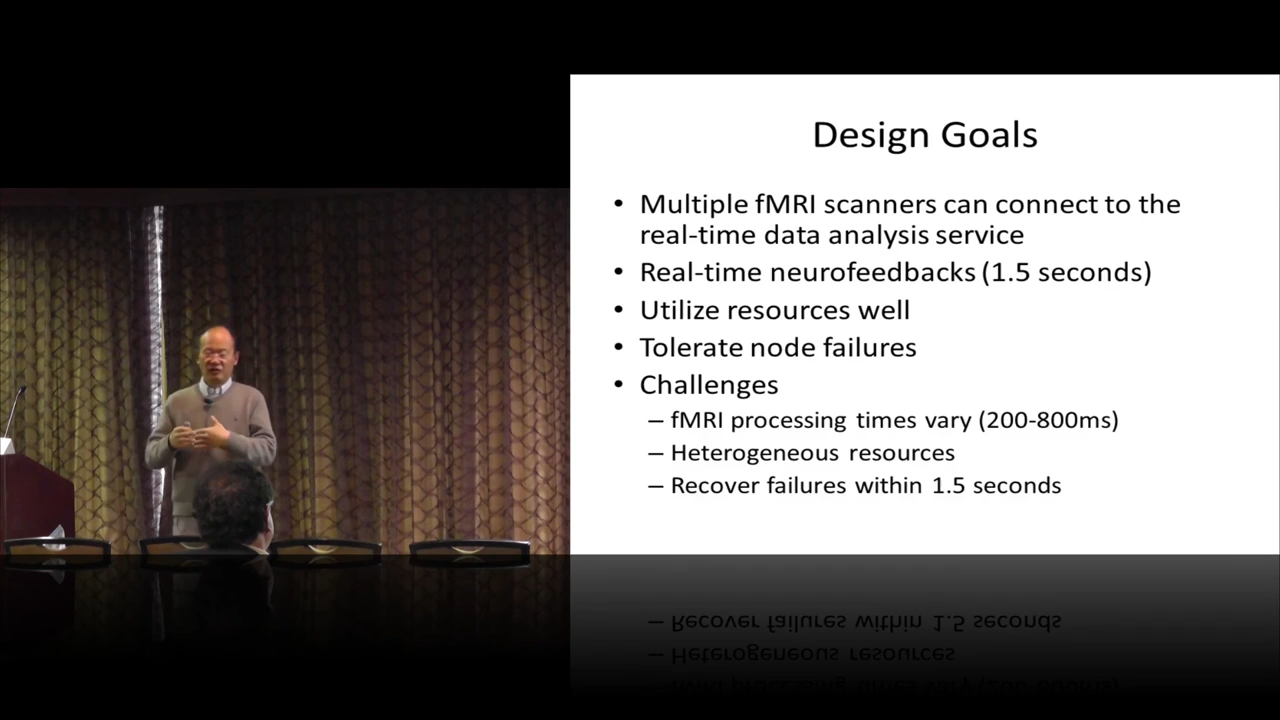 Design Goals
• Multiple fMRI scanners can connect to the
real-time data analysis service
• Real-time neurofeedbacks (1.5 seconds)
• Utilize resources well
• Tolerate node failures
• Challenges
– fMRI processing times vary (200-800ms)
– Heterogeneous resources
– Recover failures within 1.5 seconds